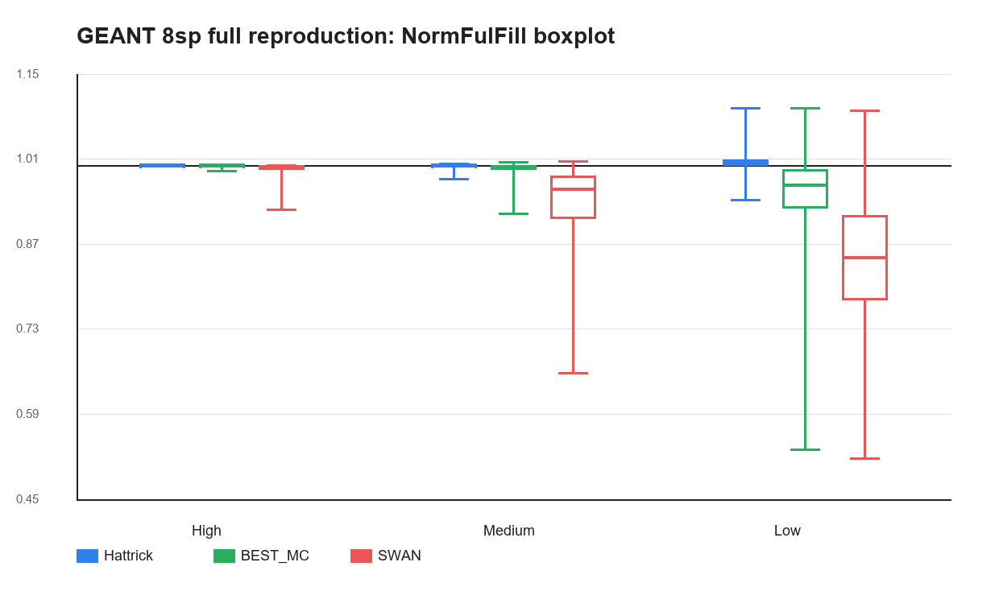 GEANT 8sp full reproduction: NormFulFill boxplot
1.15
1.01
0.87
0.73
0.59
0.45
High Medium Low
Hattrick BEST_MC SWAN